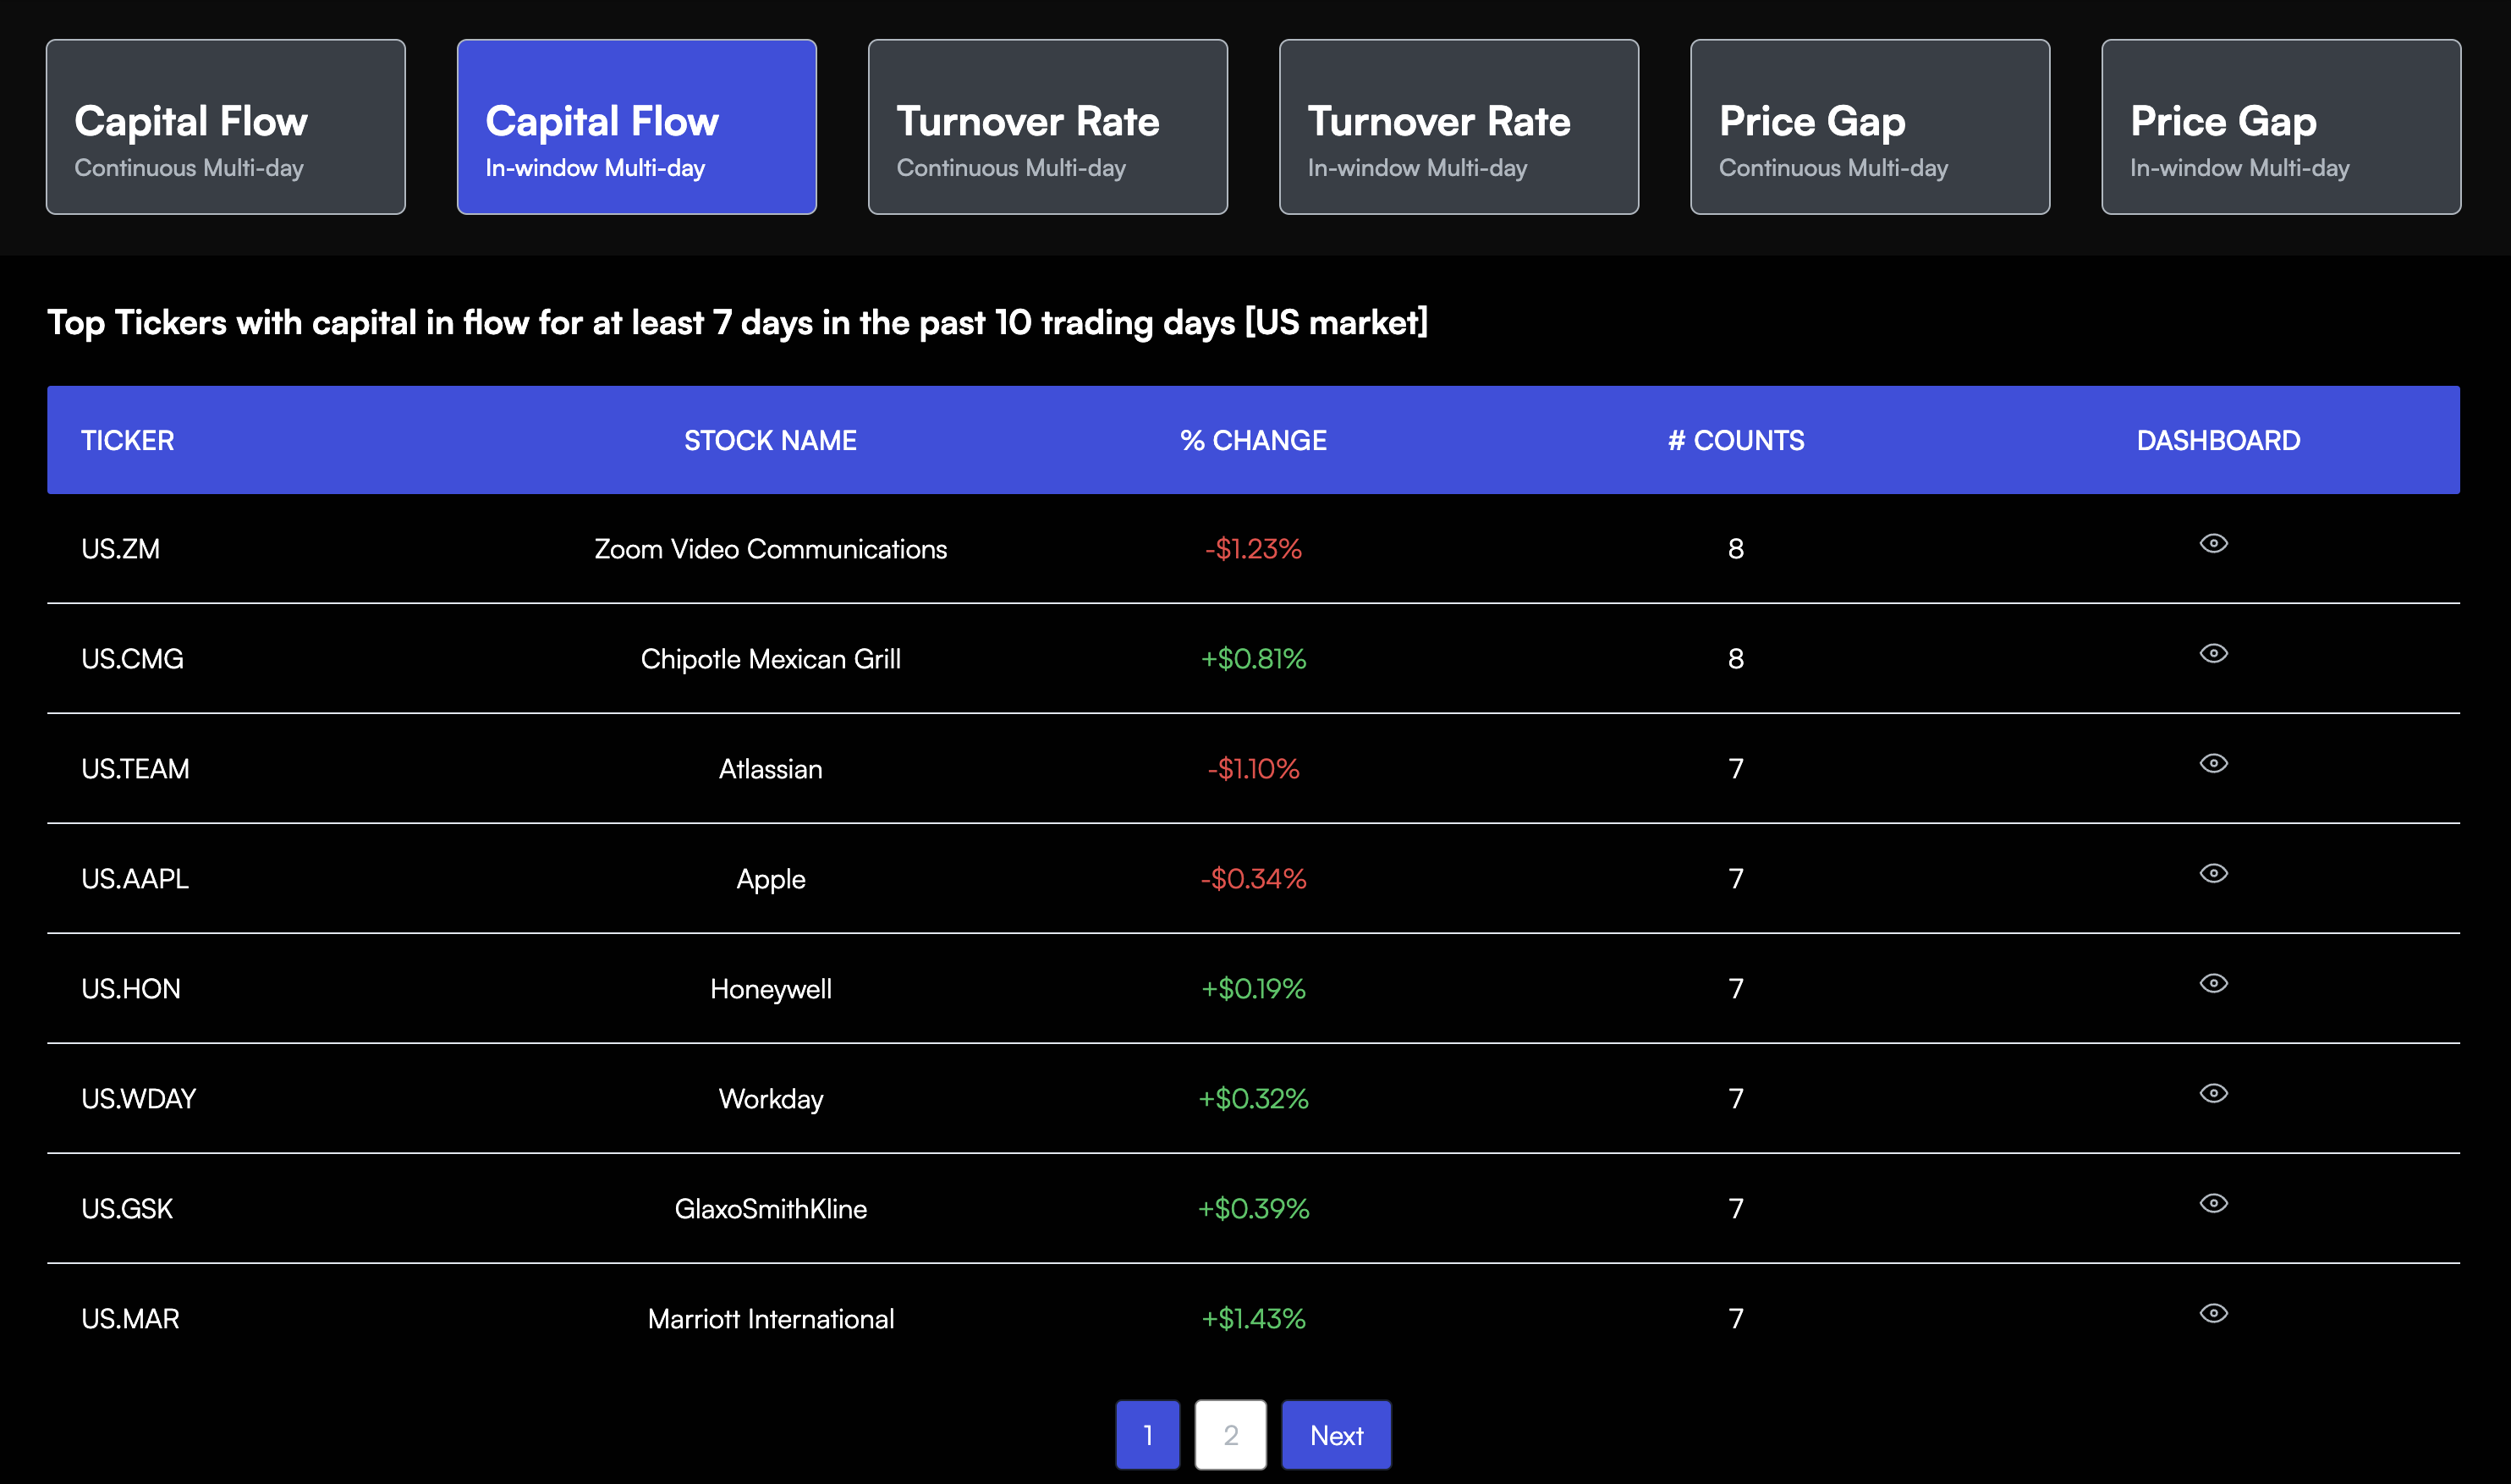 Capital Flow
Continuous Multi-day
Capital Flow
In-window Multi-day
Turnover Rate
Continuous Multi-day
Turnover Rate
In-window Multi-day
Price Gap
Continuous Multi-day
Price Gap
In-window Multi-day
Top Tickers with capital in flow for at least 7 days in the past 10 trading days [US market]
TICKER STOCK NAME % CHANGE # COUNTS DASHBOARD
US.ZM Zoom Video Communications -$1.23% 8
US.CMG Chipotle Mexican Grill +$0.81% 8
US.TEAM Atlassian -$1.10% 7
US.AAPL Apple -$0.34% 7
US.HON Honeywell +$0.19% 7
US.WDAY Workday +$0.32% 7
US.GSK GlaxoSmithKline +$0.39% 7
US.MAR Marriott International +$1.43% 7
1 2 Next